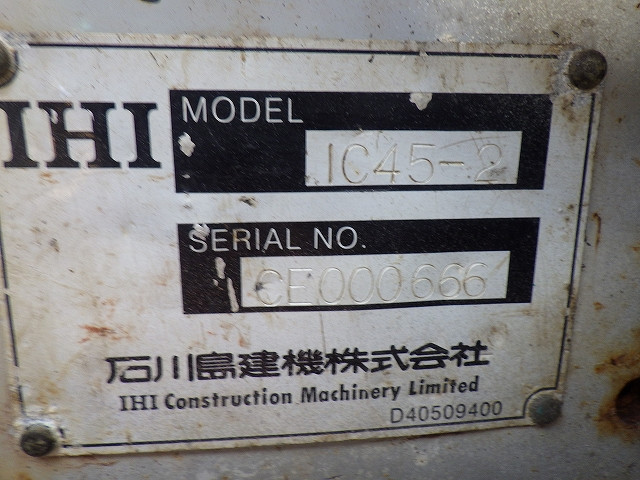 IHI
MODEL
IC45-2
SERIAL NO.
CE000666
石川島建機株式会社
IHI Construction Machinery Limited
D40509400